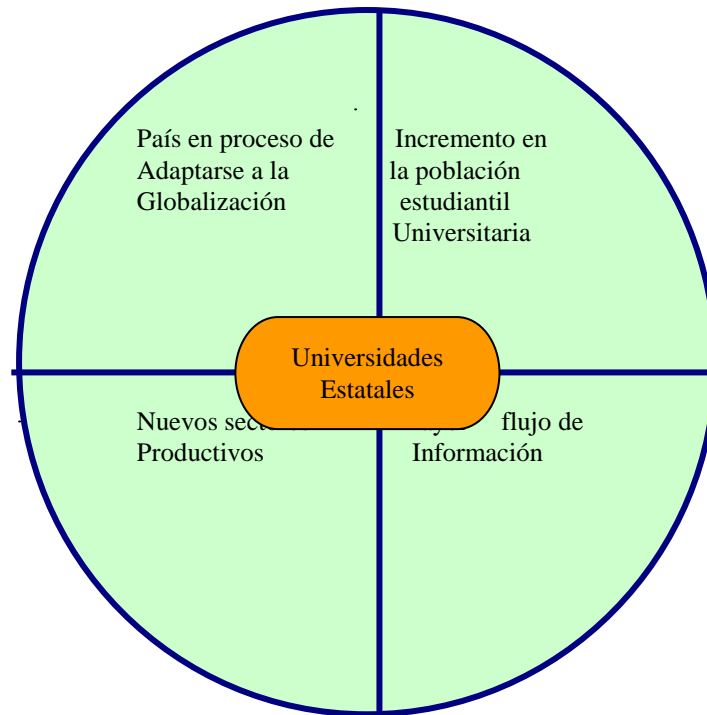 País en proceso de
Adaptarse a la
Globalización
Incremento en
la población
estudiantil
Universitaria
Universidades
Estatales
Nuevos
Productivos
flujo de
Información